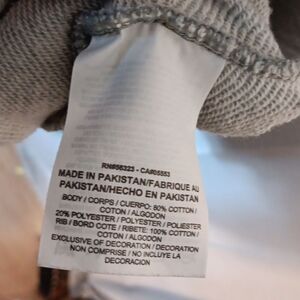 RN#56323 - CA#05553
MADE IN PAKISTAN/FABRIQUE AU
PAKISTAN/HECHO EN PAKISTAN
BODY / CORPS / CUERPO: 80% COTTON /
COTON / ALGODON
20% POLYESTER / POLYESTER / POLIESTER
RIB / BORD COTE / RIBETE: 100% COTTON /
COTON / ALGODON
EXCLUSIVE OF DECORATION / DECORATION
NON COMPRISE / NO INCLUYE LA
DECORACION